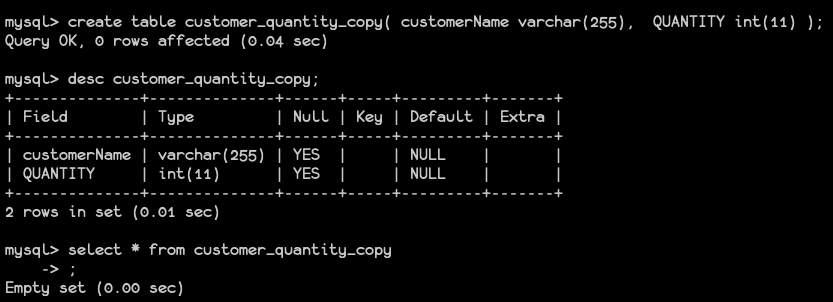 mysql> create table customer_quantity_copy( customerName varchar(255),  QUANTITY int(11) );
Query OK, 0 rows affected (0.04 sec)

mysql> desc customer_quantity_copy;
+--------------+--------------+------+-----+---------+-------+
| Field        | Type         | Null | Key | Default | Extra |
+--------------+--------------+------+-----+---------+-------+
| customerName | varchar(255) | YES  |     | NULL    |       |
| QUANTITY     | int(11)      | YES  |     | NULL    |       |
+--------------+--------------+------+-----+---------+-------+
2 rows in set (0.01 sec)

mysql> select * from customer_quantity_copy
    -> ;
Empty set (0.00 sec)